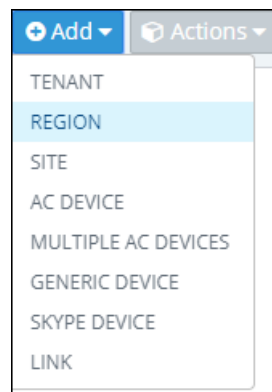 Add Actions
TENANT
REGION
SITE
AC DEVICE
MULTIPLE AC DEVICES
GENERIC DEVICE
SKYPE DEVICE
LINK